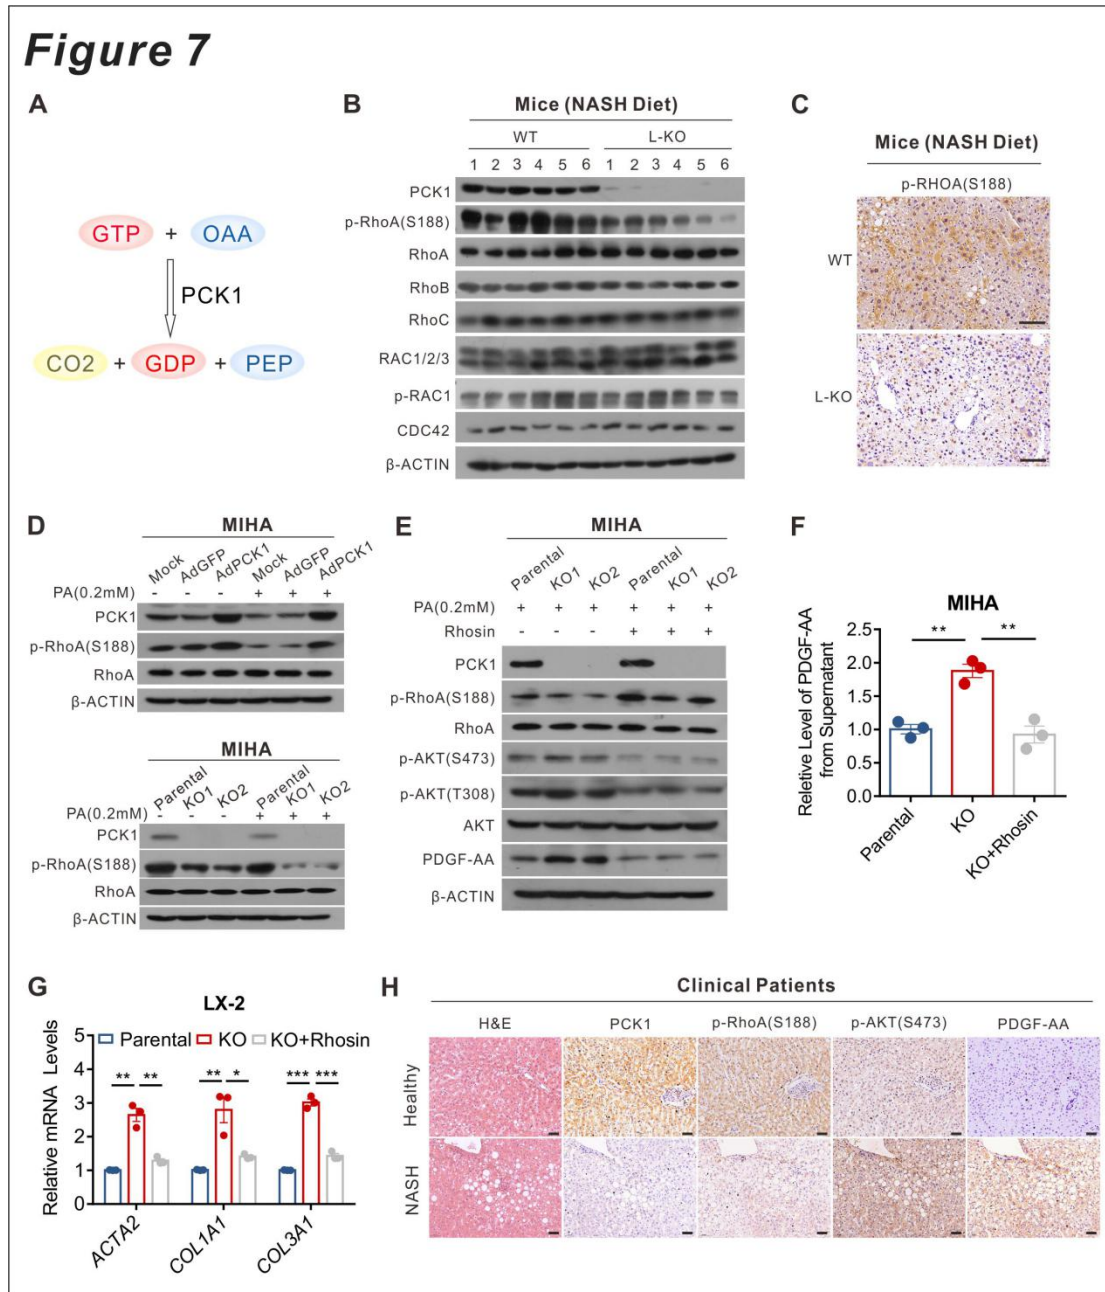 Figure 7
A
GTP + OAA
PCK1
CO2 + GDP + PEP
B
Mice (NASH Diet)
WT L-KO
1 2 3 4 5 6 1 2 3 4 5 6
PCK1
p-RhoA(S188)
RhoA
RhoB
RhoC
RAC1/2/3
p-RAC1
CDC42
β-ACTIN
C
Mice (NASH Diet)
p-RHOA(S188)
WT
L-KO
D
MIHA
Mock AdGFP AdPCK1 Mock AdGFP AdPCK1
PA(0.2mM) - - - + + +
PCK1
p-RhoA(S188)
RhoA
β-ACTIN
MIHA
Parental KO1 KO2 Parental KO1 KO2
PA(0.2mM) - - - + + +
PCK1
p-RhoA(S188)
RhoA
β-ACTIN
E
MIHA
Parental KO1 KO2 Parental KO1 KO2
PA(0.2mM) + + + + + +
Rhosin - - - + + +
PCK1
p-RhoA(S188)
RhoA
p-AKT(S473)
p-AKT(T308)
AKT
PDGF-AA
β-ACTIN
F
MIHA
Reletive Level of PDGF-AA
from Supernatant
2.5
2.0
1.5
1.0
0.5
0.0
** **
Parental KO KO+Rhosin
G
LX-2
Parental KO KO+Rhosin
Relative mRNA Levels
4
3
2
1
0
** ** ** * *** ***
ACTA2 COL1A1 COL3A1
H
Clinical Patients
H&E PCK1 p-RhoA(S188) p-AKT(S473) PDGF-AA
Healthy
NASH